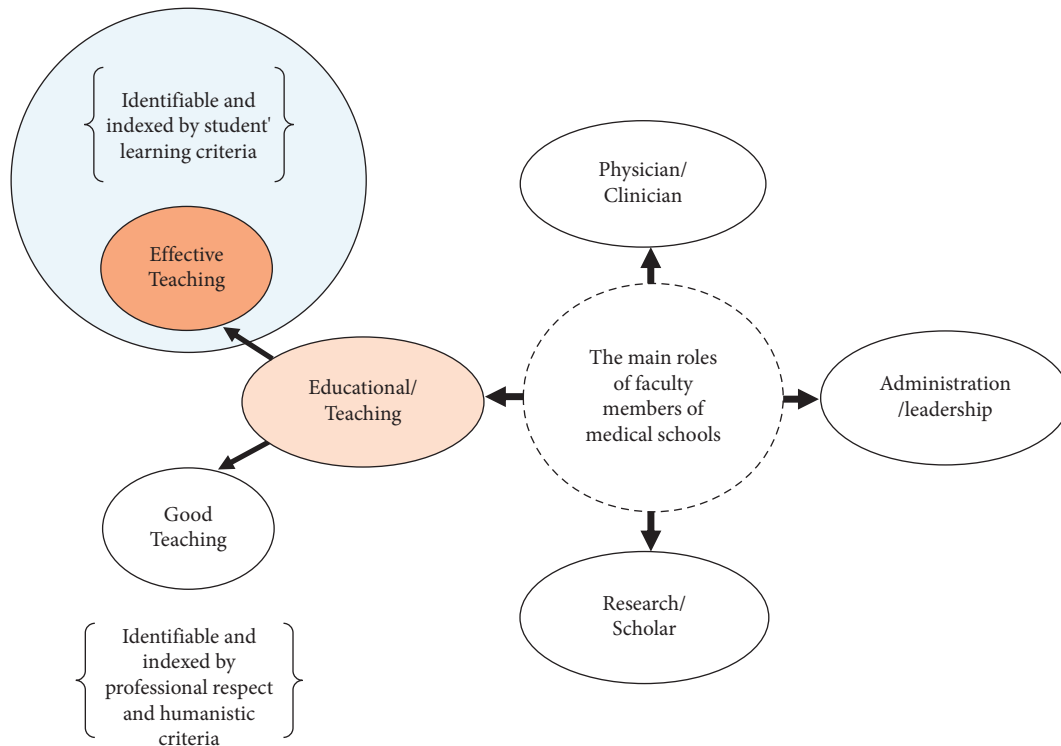 Identifiable and
indexed by student'
learning criteria
Effective
Teaching
Educational/
Teaching
Good
Teaching
Identifiable and
indexed by
professional respect
and humanistic
criteria
Physician/
Clinician
The main roles
of faculty
members of
medical schools
Administration
/leadership
Research/
Scholar